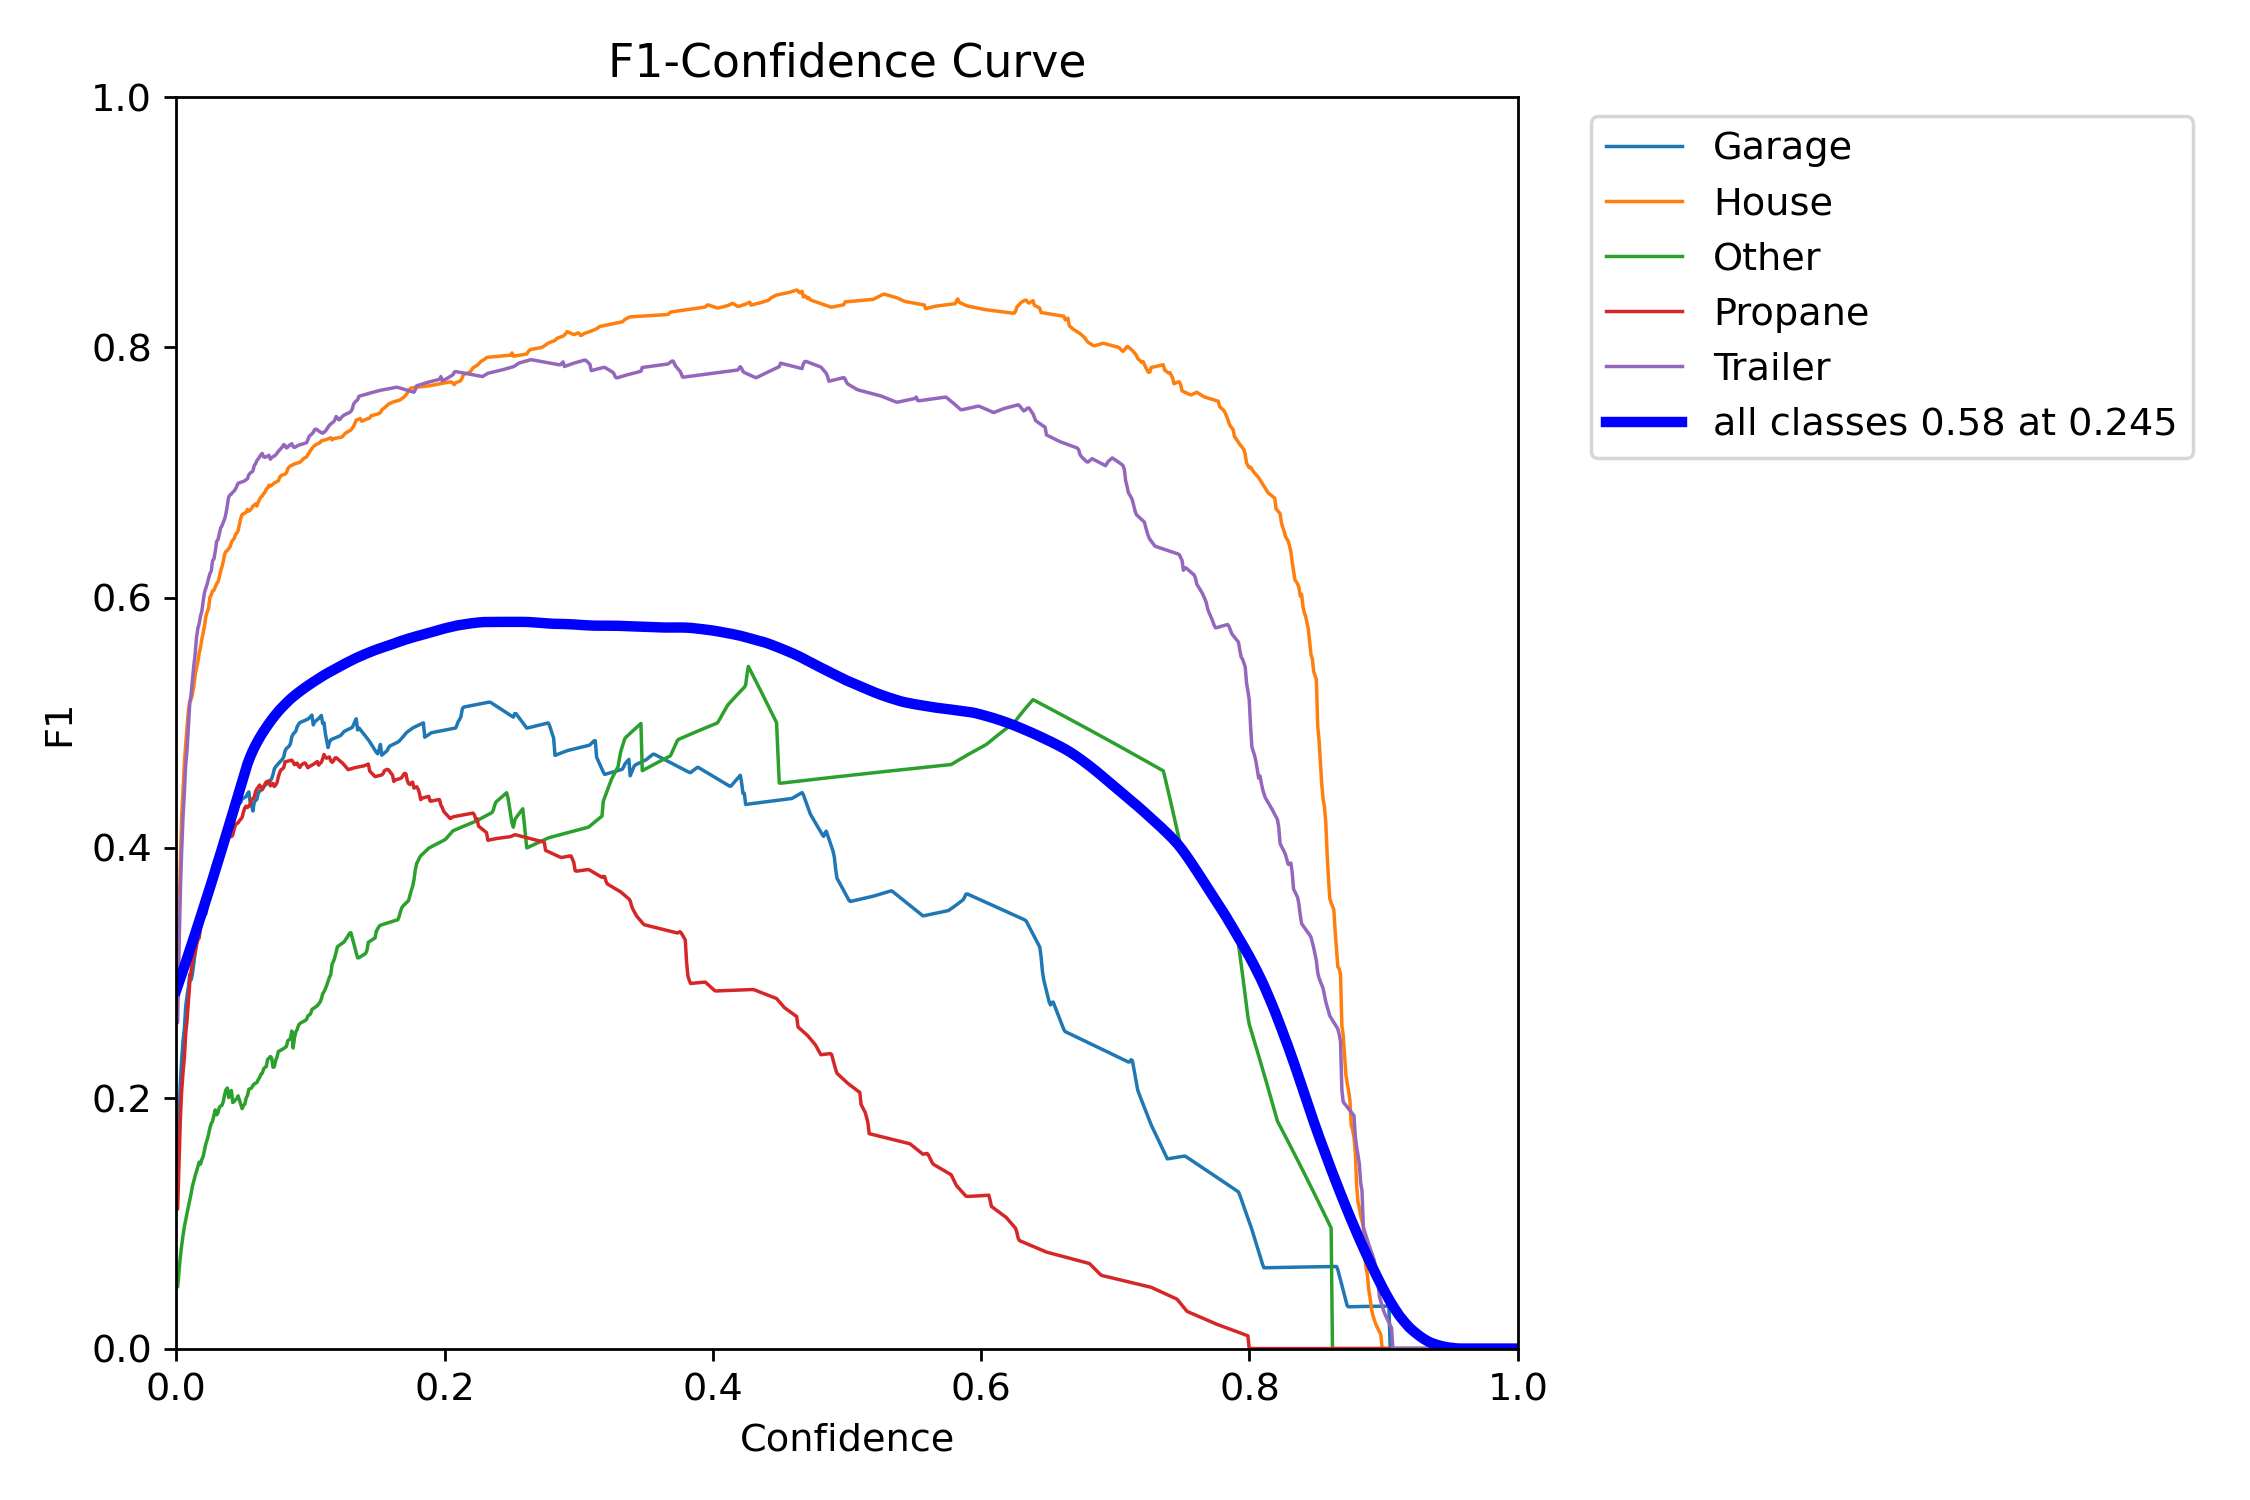 F1-Confidence Curve
1.0
0.8
0.6
0.4
0.2
0.0
F1
0.0 0.2 0.4 0.6 0.8 1.0
Confidence
Garage
House
Other
Propane
Trailer
all classes 0.58 at 0.245